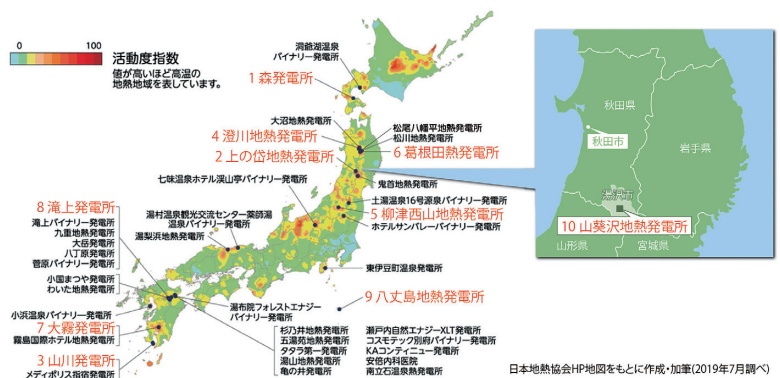 0
100
活動度指数
値が高いほど高温の
地熱地域を表しています。
洞爺湖温泉
バイナリー発電所
1 森発電所
大沼地熱発電所
松尾八幡平地熱発電所
松川地熱発電所
4 澄川地熱発電所
6 葛根田熱発電所
2 上の岱地熱発電所
鬼首地熱発電所
七味温泉ホテル渓山亭バイナリー発電所
土湯温泉16号源泉バイナリー発電所
5 柳津西山地熱発電所
ホテルサンバレーバイナリー発電所
8 滝上発電所
滝上バイナリー発電所
九重地熱発電所
大岳発電所
八丁原発電所
菅原バイナリー発電所
湯村温泉観光交流センター薬師湯
温泉バイナリー発電所
湯梨浜地熱発電所
小国まつや発電所
わいた地熱発電所
東伊豆町温泉発電所
9 八丈島地熱発電所
小浜温泉バイナリー発電所
湯布院フォレストエナジー
バイナリー発電所
7 大霧発電所
霧島国際ホテル地熱発電所
3 山川発電所
メディポリス指宿発電所
杉乃井地熱発電所
五湯苑地熱発電所
タタラ第一発電所
湯山地熱発電所
亀の井発電所
瀬戸内自然エナジーXLT発電所
コスモテック別府バイナリー発電所
KAコンティニュー発電所
安倍内科医院
南立石温泉熱発電所
秋田県
秋田市
岩手県
湯沢市
10 山葵沢地熱発電所
山形県
宮城県
日本地熱協会HP地図をもとに作成・加筆(2019年7月調べ)